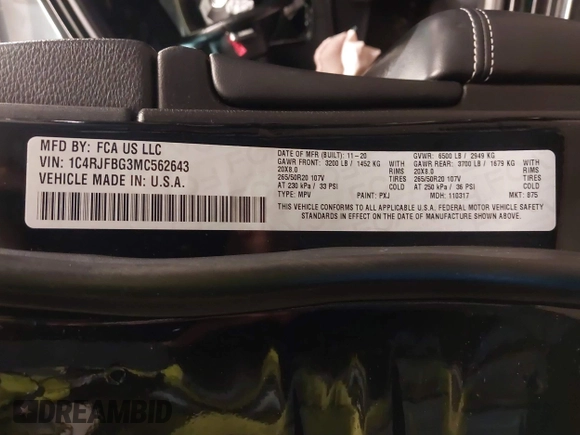 MFD BY: FCA US LLC
VIN: 1C4RJFBG3MC562643
VEHICLE MADE IN: U.S.A.
DATE OF MFR (BUILT): 11-20 GVWR: 6500 LB / 2949 KG
GAWR FRONT: 3200 LB / 1452 KG WITH GAWR REAR: 3700 LB / 1679 KG WITH
20X8.0 RIMS 20X8.0 RIMS
265/50R20 107V TIRES 265/50R20 107V TIRES
AT 230 kPa / 33 PSI COLD AT 250 kPa / 36 PSI COLD
TYPE: MPV PAINT: PXJ MDH: 110317 MKT: 875
THIS VEHICLE CONFORMS TO ALL APPLICABLE U.S.A. FEDERAL MOTOR VEHICLE SAFETY
STANDARDS IN EFFECT ON THE DATE OF MANUFACTURE SHOWN ABOVE.
DREAMBID